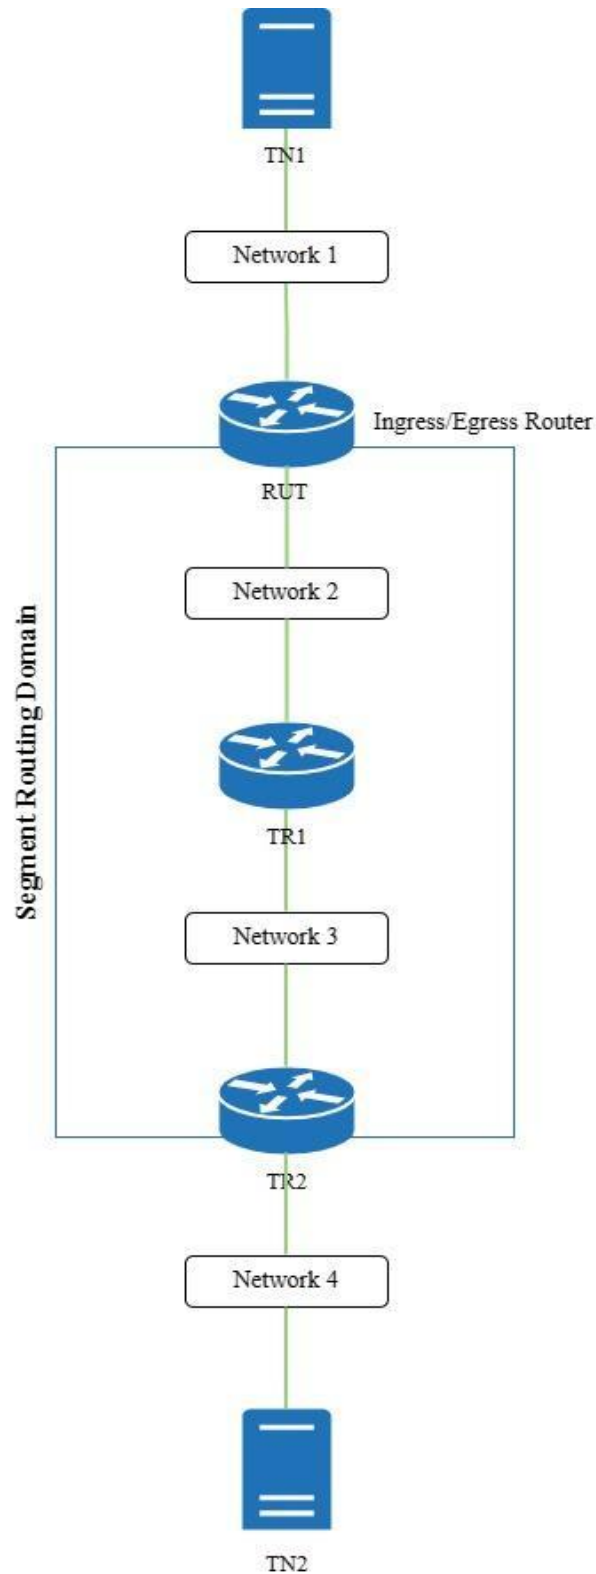 TN1
Network 1
Ingress/Egress Router
RUT
Network 2
Segment Routing Domain
TR1
Network 3
TR2
Network 4
TN2